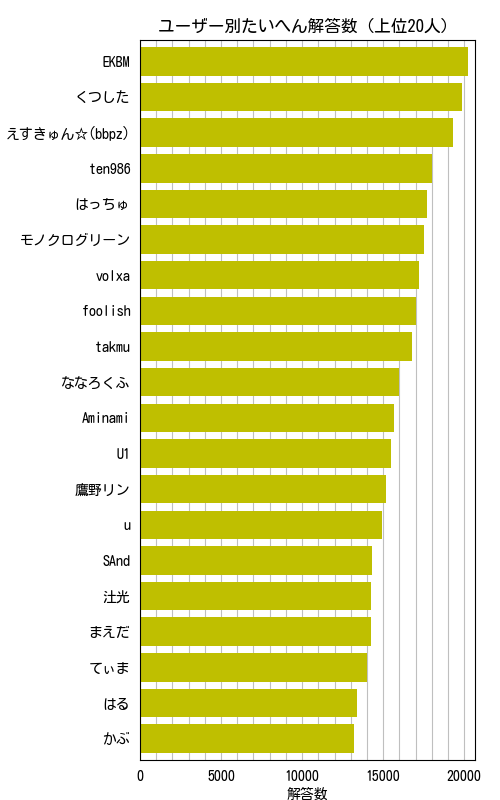 ユーザー別たいへん解答数 (上位20人)
EKBM
くつした
えすきゅん☆(bbpz)
ten986
はっちゅ
モノクログリーン
volxa
foolish
takmu
ななろくふ
Aminami
U1
鷹野リン
u
SAnd
辻光
まえだ
てぃま
はる
かぶ
0 5000 10000 15000 20000
解答数